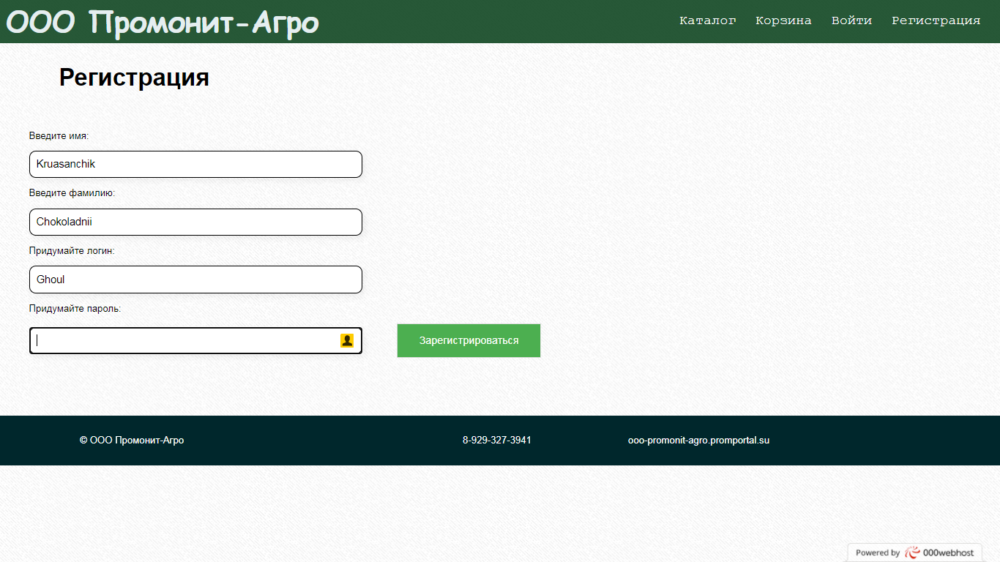 ООО Промонит-Агро
Каталог Корзина Войти Регистрация
Регистрация
Введите имя:
Kruasanchik
Введите фамилию:
Chokoladnii
Придумайте логин:
Ghoul
Придумайте пароль:
Зарегистрироваться
© ООО Промонит-Агро 8-929-327-3941 ooo-promonit-agro.promportal.su
Powered by 000webhost